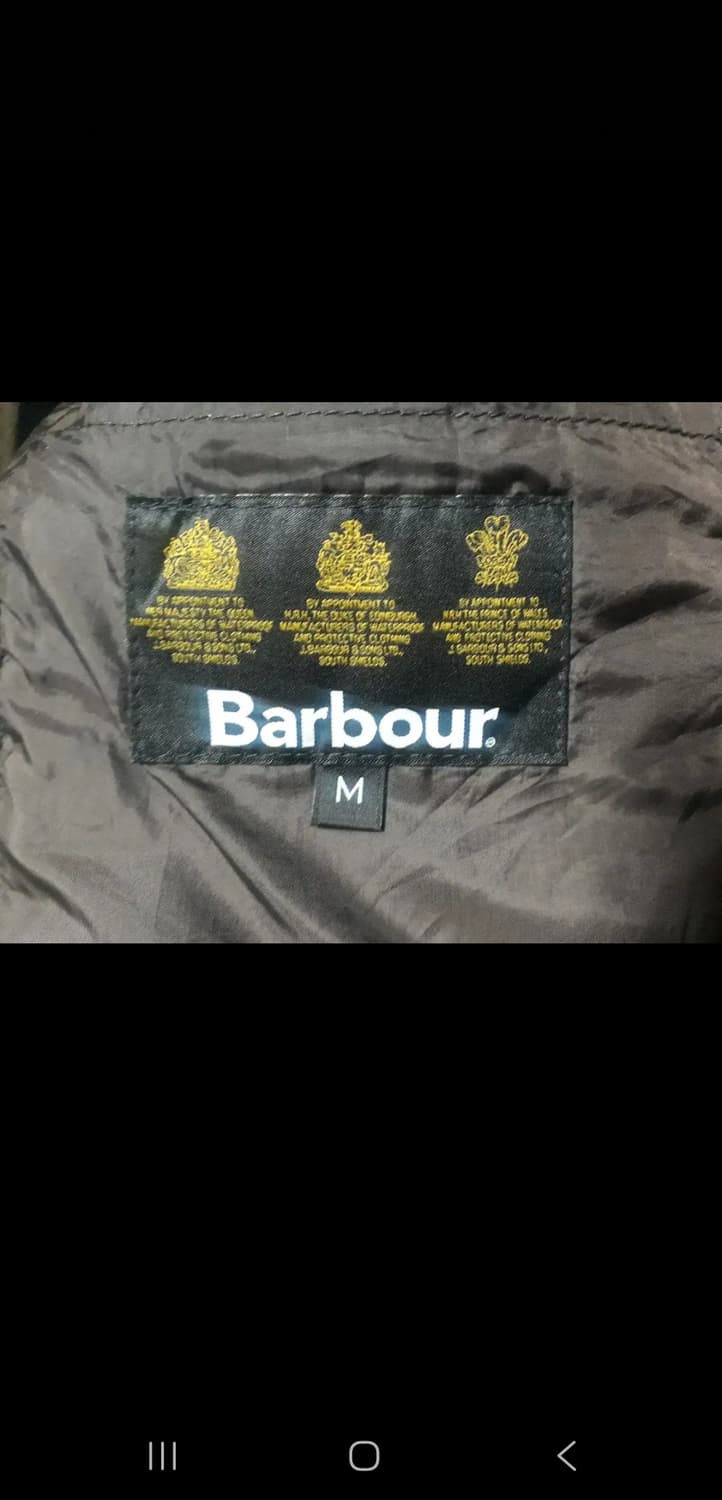 BY APPOINTMENT TO
HER MAJESTY THE QUEEN
MANUFACTURERS OF WATERPROOF
AND PROTECTIVE CLOTHING
J.BARBOUR & SONS LTD.,
SOUTH SHIELDS.
BY APPOINTMENT TO
H.R.H. THE DUKE OF EDINBURGH
MANUFACTURERS OF WATERPROOF
AND PROTECTIVE CLOTHING
J.BARBOUR & SONS LTD.,
SOUTH SHIELDS.
BY APPOINTMENT TO
H.R.H THE PRINCE OF WALES
MANUFACTURERS OF WATERPROOF
AND PROTECTIVE CLOTHING
J.BARBOUR & SONS LTD,
SOUTH SHIELDS.
Barbour®
M